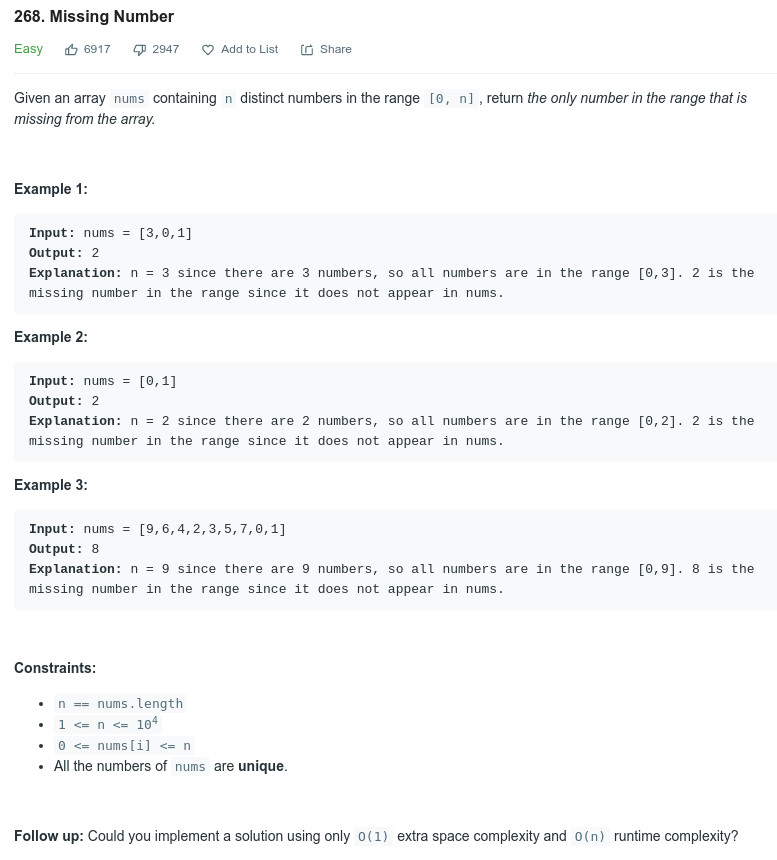 268. Missing Number
Easy 6917 2947 Add to List Share
Given an array nums containing n distinct numbers in the range [0, n], return the only number in the range that is
missing from the array.
Example 1:
Input: nums = [3,0,1]
Output: 2
Explanation: n = 3 since there are 3 numbers, so all numbers are in the range [0,3]. 2 is the
missing number in the range since it does not appear in nums.
Example 2:
Input: nums = [0,1]
Output: 2
Explanation: n = 2 since there are 2 numbers, so all numbers are in the range [0,2]. 2 is the
missing number in the range since it does not appear in nums.
Example 3:
Input: nums = [9,6,4,2,3,5,7,0,1]
Output: 8
Explanation: n = 9 since there are 9 numbers, so all numbers are in the range [0,9]. 8 is the
missing number in the range since it does not appear in nums.
Constraints:
• n == nums.length
• 1 <= n <= 10⁴
• 0 <= nums[i] <= n
• All the numbers of nums are unique.
Follow up: Could you implement a solution using only O(1) extra space complexity and O(n) runtime complexity?